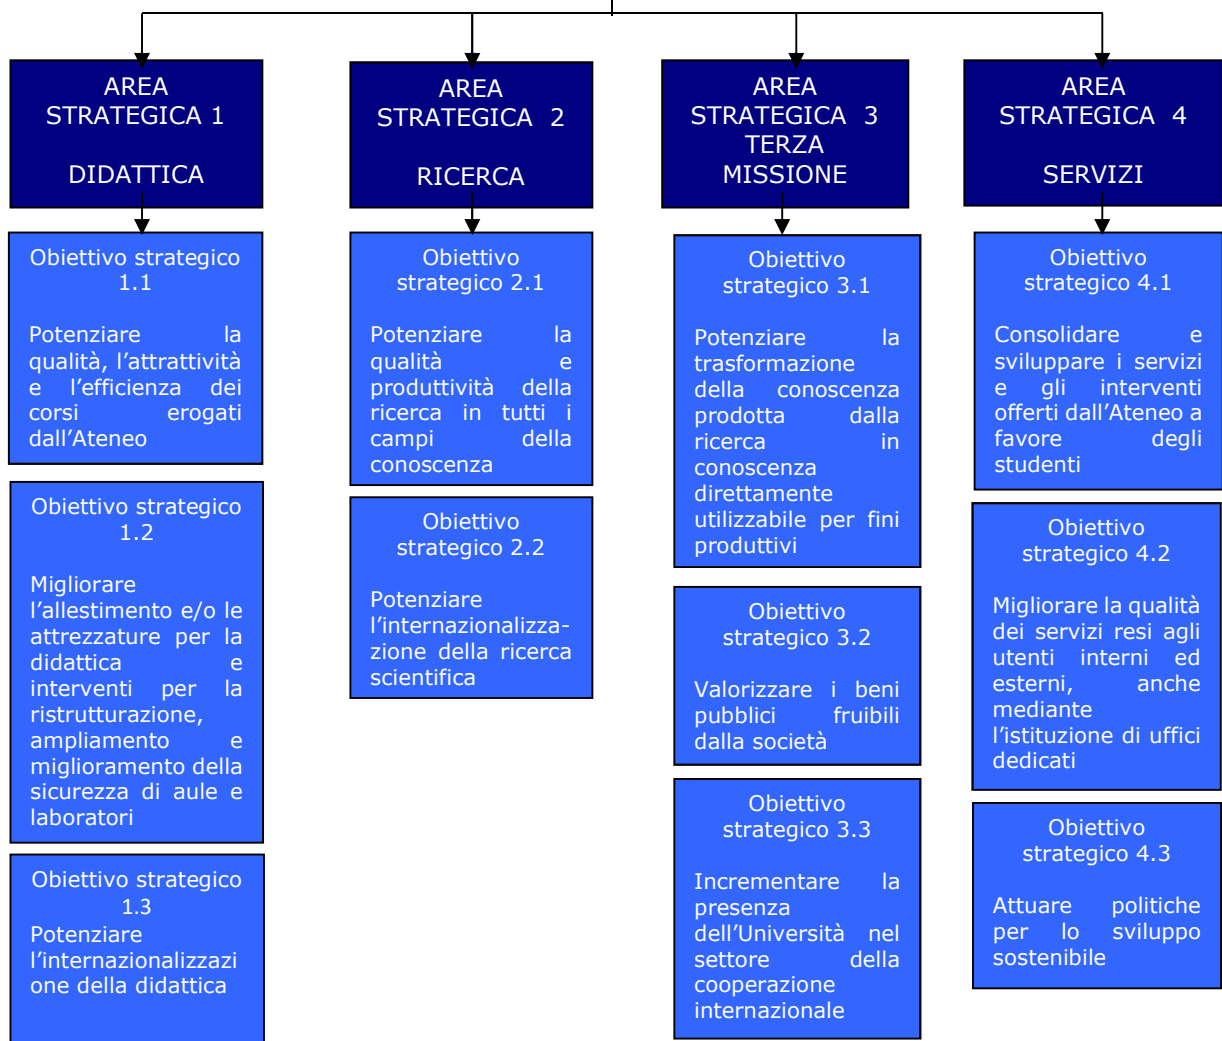 AREA
STRATEGICA 1
DIDATTICA
Obiettivo strategico
1.1
Potenziare la
qualità, l’attrattività
e l’efficienza dei
corsi erogati
dall’Ateneo
Obiettivo strategico
1.2
Migliorare
l’allestimento e/o le
attrezzature per la
didattica e
interventi per la
ristrutturazione,
ampliamento e
miglioramento della
sicurezza di aule e
laboratori
Obiettivo strategico
1.3
Potenziare
l’internazionalizzazi
one della didattica
AREA
STRATEGICA 2
RICERCA
Obiettivo
strategico 2.1
Potenziare la
qualità e
produttività della
ricerca in tutti i
campi della
conoscenza
Obiettivo
strategico 2.2
Potenziare
l’internazionalizza-
zione della ricerca
scientifica
AREA
STRATEGICA 3
TERZA
MISSIONE
Obiettivo
strategico 3.1
Potenziare la
trasformazione
della conoscenza
prodotta dalla
ricerca in
conoscenza
direttamente
utilizzabile per fini
produttivi
Obiettivo
strategico 3.2
Valorizzare i beni
pubblici fruibili
dalla società
Obiettivo
strategico 3.3
Incrementare la
presenza
dell’Università nel
settore della
cooperazione
internazionale
AREA
STRATEGICA 4
SERVIZI
Obiettivo
strategico 4.1
Consolidare e
sviluppare i servizi
e gli interventi
offerti dall’Ateneo a
favore degli
studenti
Obiettivo
strategico 4.2
Migliorare la qualità
dei servizi resi agli
utenti interni ed
esterni, anche
mediante
l’istituzione di uffici
dedicati
Obiettivo
strategico 4.3
Attuare politiche
per lo sviluppo
sostenibile